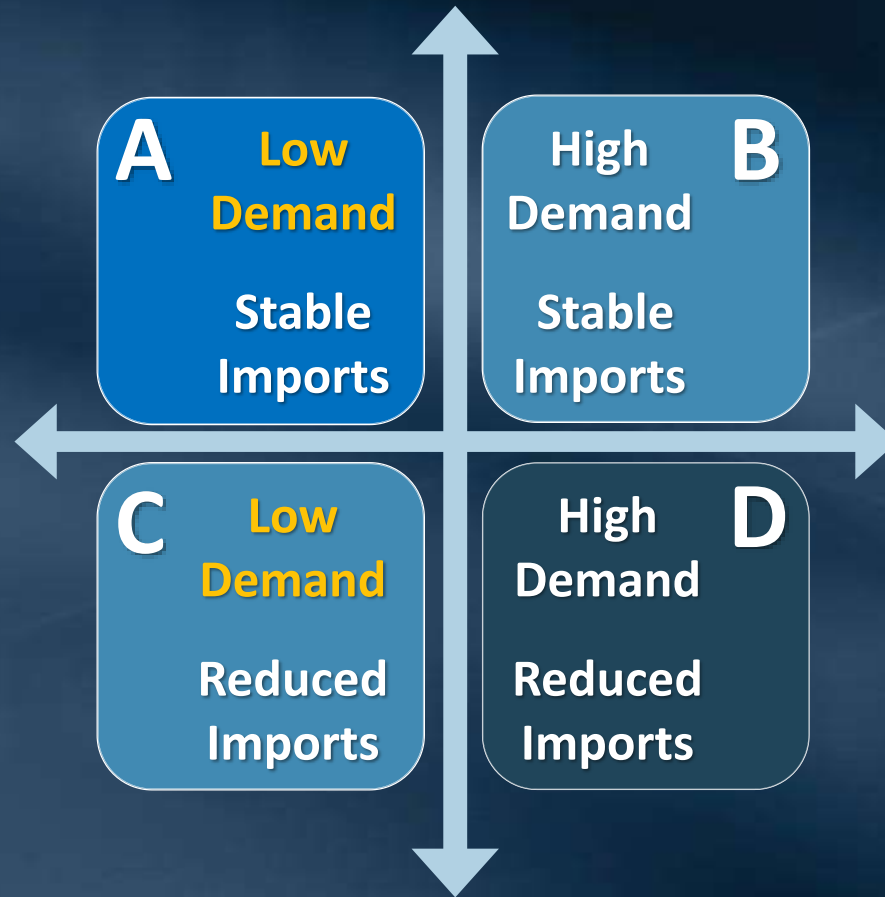 A
Low
Demand
Stable
Imports
B
High
Demand
Stable
Imports
C
Low
Demand
Reduced
Imports
D
High
Demand
Reduced
Imports